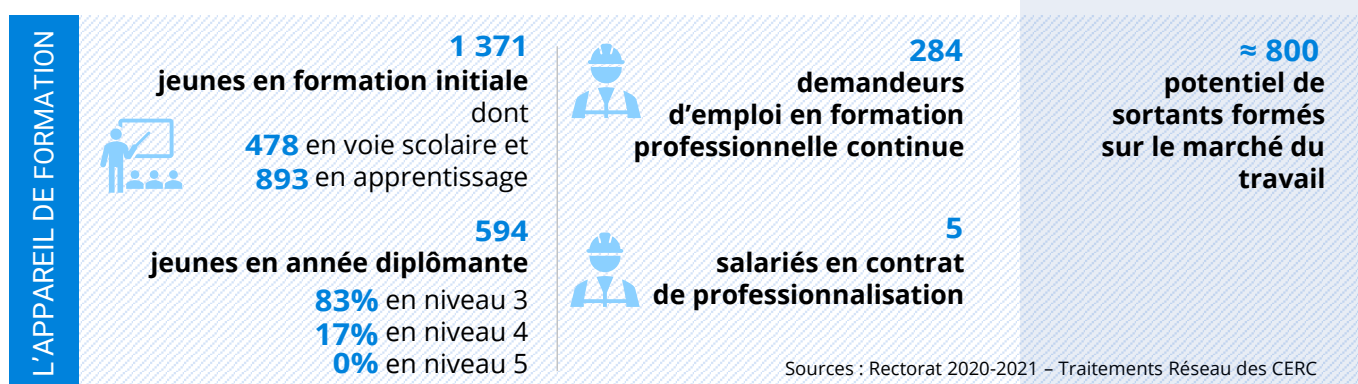 L'APPAREIL DE FORMATION
1 371
jeunes en formation initiale
dont
478 en voie scolaire et
893 en apprentissage
594
jeunes en année diplômante
83% en niveau 3
17% en niveau 4
0% en niveau 5
284
demandeurs
d'emploi en formation
professionnelle continue
5
salariés en contrat
de professionnalisation
≈ 800
potentiel de
sortants formés
sur le marché du
travail
Sources : Rectorat 2020-2021 – Traitements Réseau des CERC